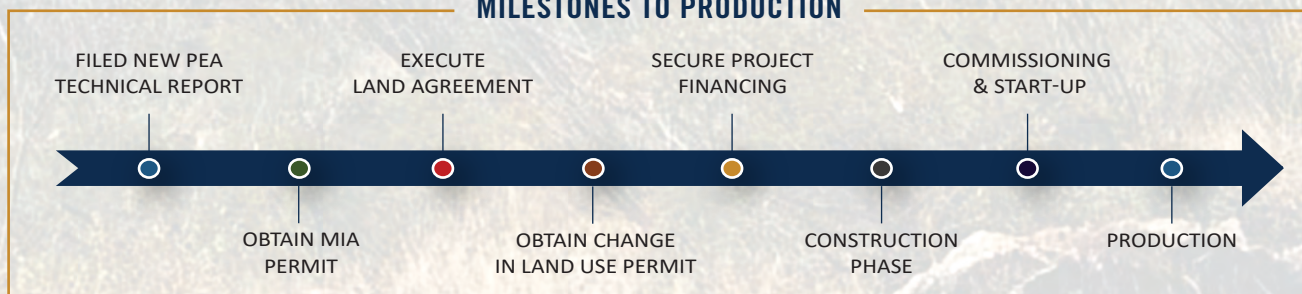 MILESTONES TO PRODUCTION
FILED NEW PEA
TECHNICAL REPORT
EXECUTE
LAND AGREEMENT
SECURE PROJECT
FINANCING
COMMISSIONING
& START-UP
OBTAIN MIA
PERMIT
OBTAIN CHANGE
IN LAND USE PERMIT
CONSTRUCTION
PHASE
PRODUCTION